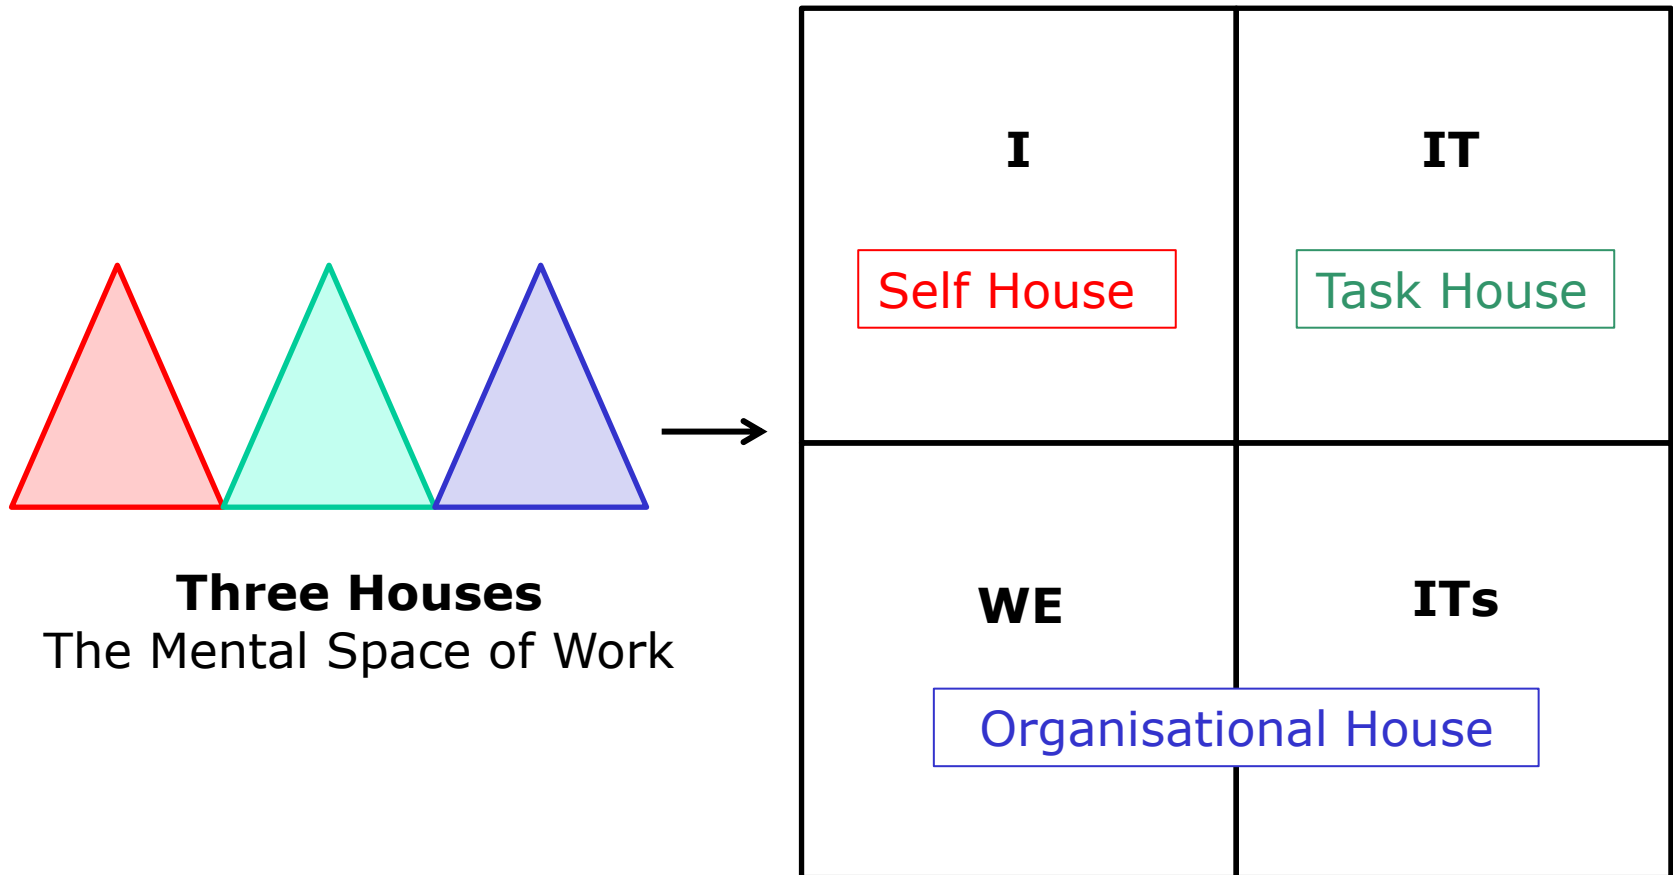 Three Houses
The Mental Space of Work
I
IT
Self House
Task House
WE
ITs
Organisational House